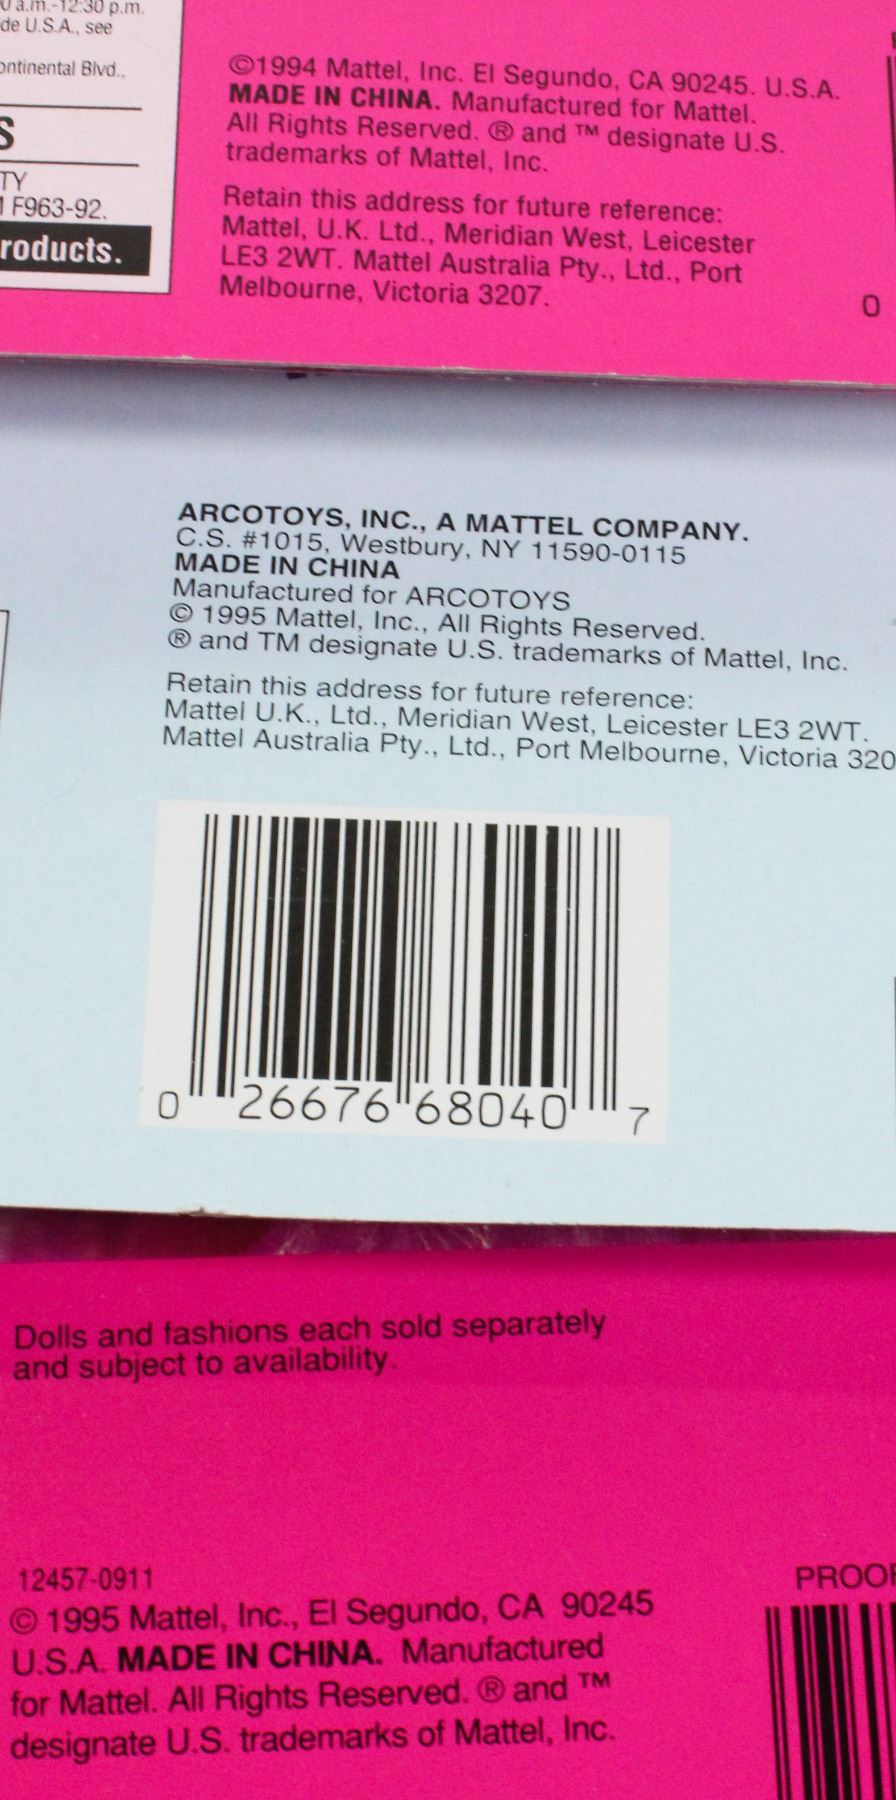 0 a.m.-12:30 p.m.
de U.S.A., see
ontinental Blvd.,
S
TY
F963-92.
roducts.
©1994 Mattel, Inc. El Segundo, CA 90245. U.S.A.
MADE IN CHINA. Manufactured for Mattel.
All Rights Reserved. ® and ™ designate U.S.
trademarks of Mattel, Inc.
Retain this address for future reference:
Mattel, U.K. Ltd., Meridian West, Leicester
LE3 2WT. Mattel Australia Pty., Ltd., Port
Melbourne, Victoria 3207.
0
ARCOTOYS, INC., A MATTEL COMPANY.
C.S. #1015, Westbury, NY 11590-0115
MADE IN CHINA
Manufactured for ARCOTOYS
© 1995 Mattel, Inc., All Rights Reserved.
® and TM designate U.S. trademarks of Mattel, Inc.
Retain this address for future reference:
Mattel U.K., Ltd., Meridian West, Leicester LE3 2WT.
Mattel Australia Pty., Ltd., Port Melbourne, Victoria 320
0 26676 68040 7
Dolls and fashions each sold separately
and subject to availability.
12457-0911
© 1995 Mattel, Inc., El Segundo, CA 90245
U.S.A. MADE IN CHINA. Manufactured
for Mattel. All Rights Reserved. ® and ™
designate U.S. trademarks of Mattel, Inc.
PROOF